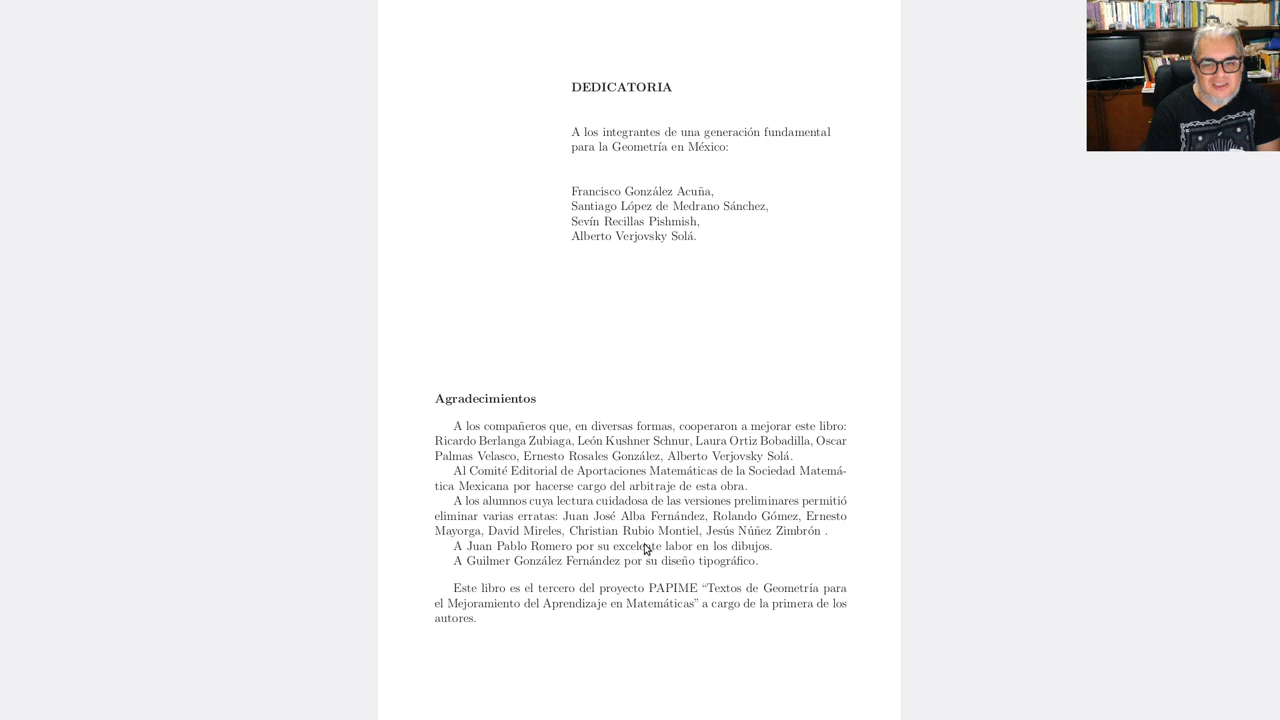 DEDICATORIA
A los integrantes de una generación fundamental
para la Geometría en México:
Francisco González Acuña,
Santiago López de Medrano Sánchez,
Sevín Recillas Pishmish,
Alberto Verjovsky Solá.
Agradecimientos
A los compañeros que, en diversas formas, cooperaron a mejorar este libro:
Ricardo Berlanga Zubiaga, León Kushner Schnur, Laura Ortiz Bobadilla, Oscar
Palmas Velasco, Ernesto Rosales González, Alberto Verjovsky Solá.
Al Comité Editorial de Aportaciones Matemáticas de la Sociedad Matemá-
tica Mexicana por hacerse cargo del arbitraje de esta obra.
A los alumnos cuya lectura cuidadosa de las versiones preliminares permitió
eliminar varias erratas: Juan José Alba Fernández, Rolando Gómez, Ernesto
Mayorga, David Mireles, Christian Rubio Montiel, Jesús Núñez Zimbrón .
A Juan Pablo Romero por su excelente labor en los dibujos.
A Guilmer González Fernández por su diseño tipográfico.
Este libro es el tercero del proyecto PAPIME “Textos de Geometría para
el Mejoramiento del Aprendizaje en Matemáticas” a cargo de la primera de los
autores.